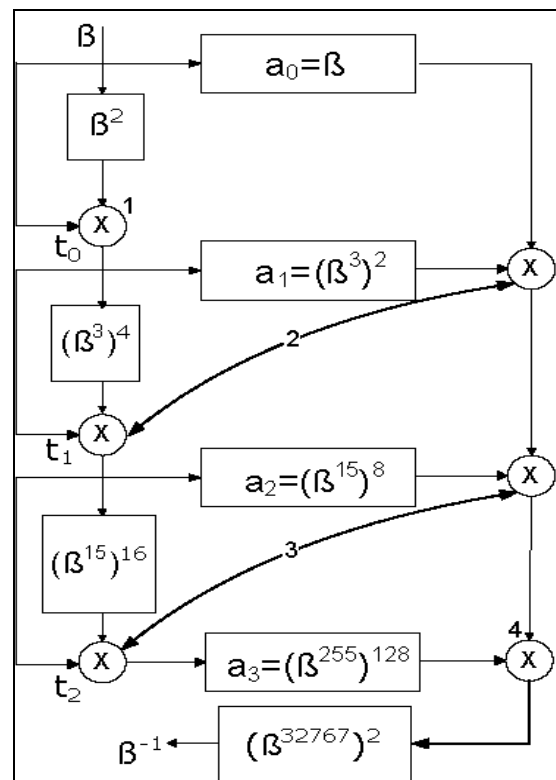 ß
a₀=ß
ß²
X 1
t₀
a₁=(ß³)²
X
(ß³)⁴
2
X
t₁
a₂=(ß¹⁵)⁸
X
(ß¹⁵)¹⁶
3
4
X
t₂
a₃=(ß²⁵⁵)¹²⁸
X
ß⁻¹
(ß³²⁷⁶⁷)²